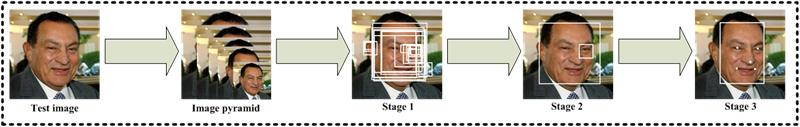 Test image
Image pyramid
Stage 1
Stage 2
Stage 3